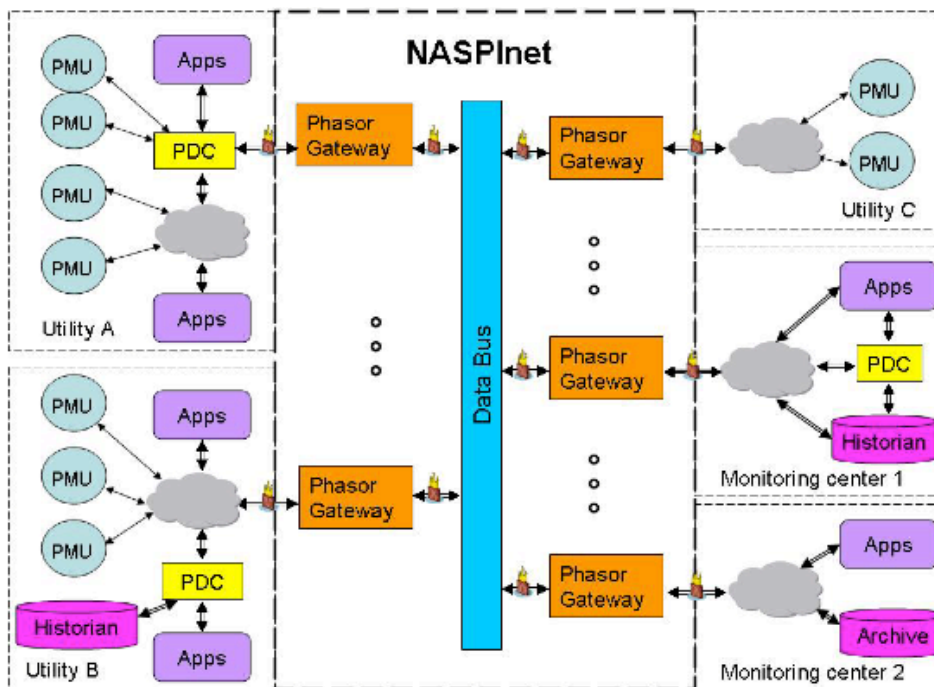 NASPInet
PMU
PMU
PMU
PMU
Apps
PDC
Apps
Utility A
PMU
PMU
PMU
Apps
PDC
Historian
Apps
Utility B
Phasor
Gateway
Phasor
Gateway
Data Bus
Phasor
Gateway
Phasor
Gateway
Phasor
Gateway
PMU
PMU
Utility C
Apps
PDC
Historian
Monitoring center 1
Apps
Archive
Monitoring center 2